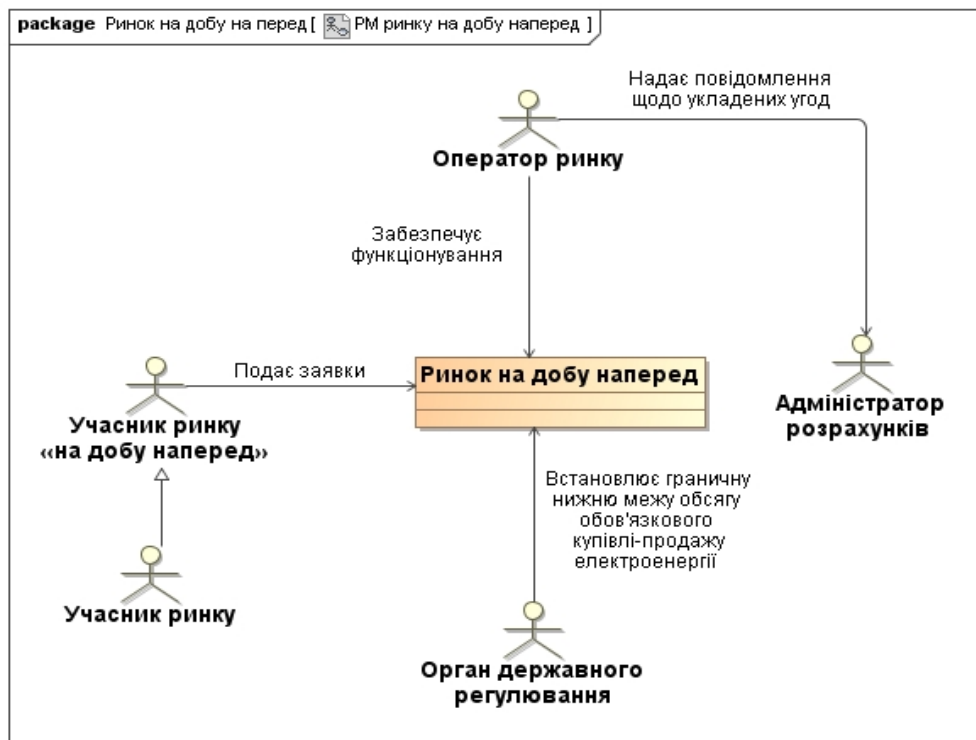 package Ринок на добу на перед [ РМ ринку на добу наперед ]
Надає повідомлення
щодо укладених угод
Оператор ринку
Забезпечує
функціонування
Подає заявки
Ринок на добу наперед
Учасник ринку
«на добу наперед»
Адміністратор
розрахунків
Встановлює граничну
нижню межу обсягу
обов'язкового
купівлі-продажу
електроенергії
Учасник ринку
Орган державного
регулювання